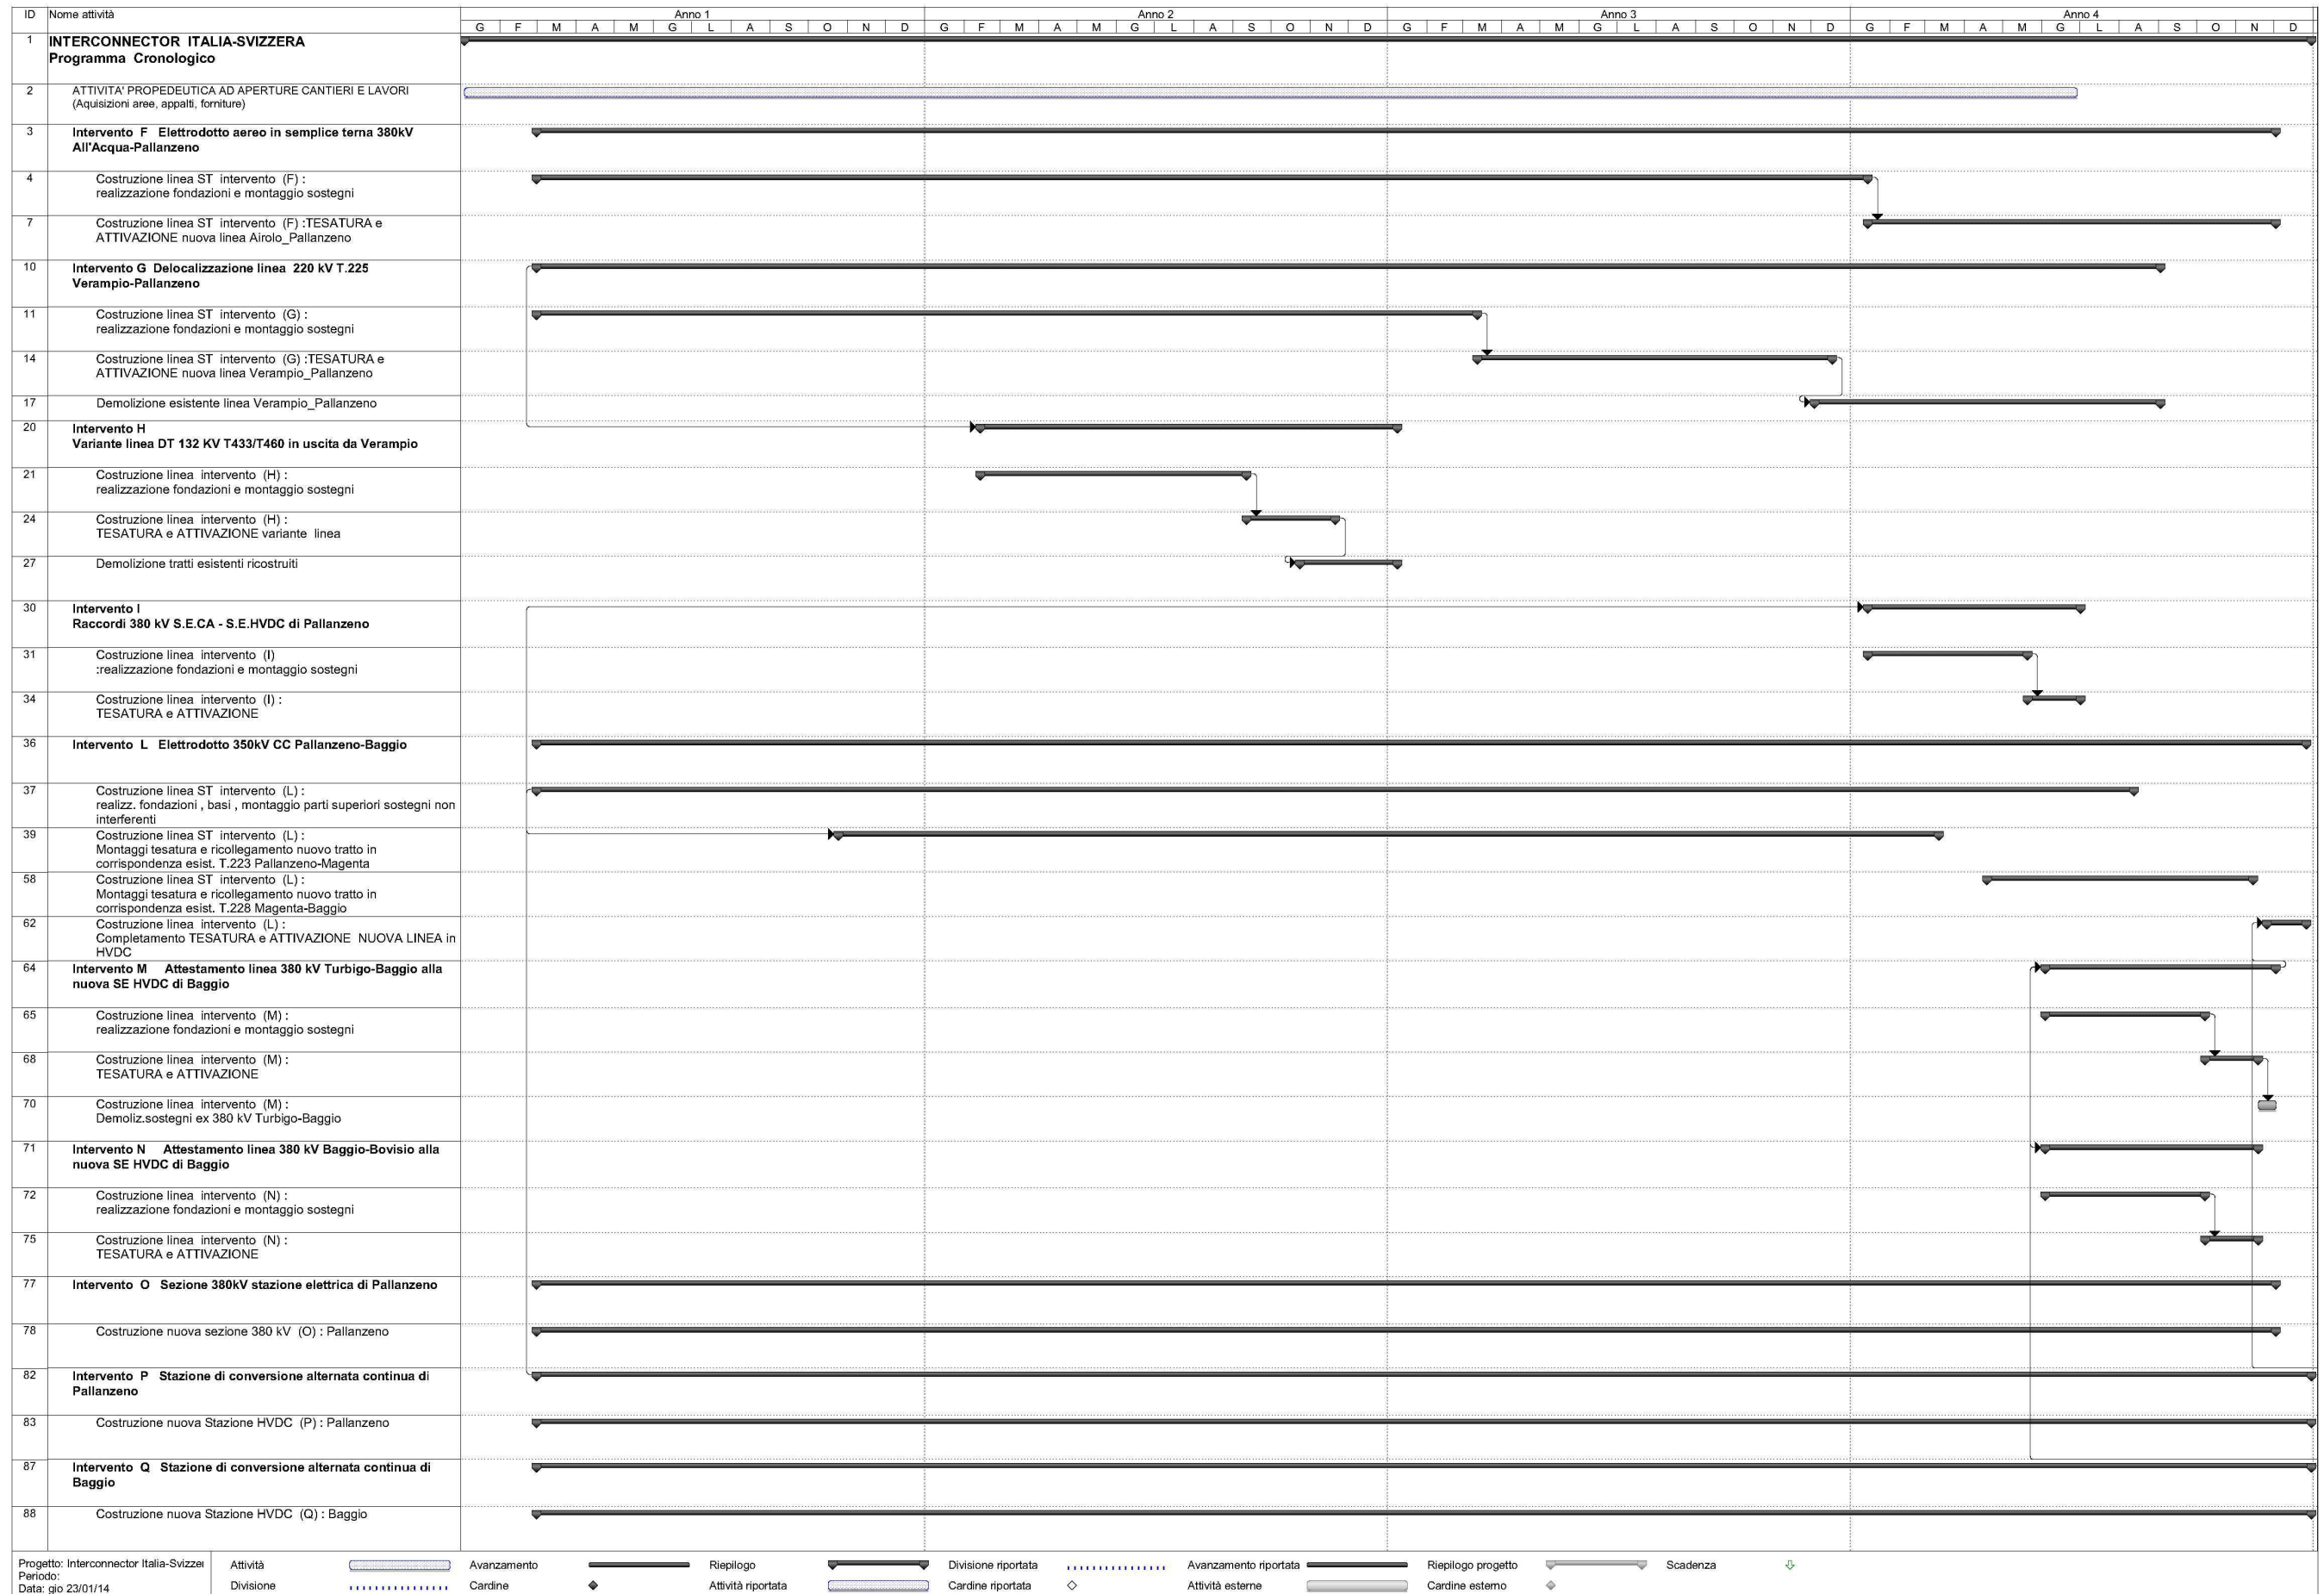 ID Nome attività Anno 1 Anno 2 Anno 3 Anno 4
G F M A M G L A S O N D G F M A M G L A S O N D G F M A M G L A S O N D G F M A M G L A S O N D
1 INTERCONNECTOR ITALIA-SVIZZERA
Programma Cronologico
2 ATTIVITA' PROPEDEUTICA AD APERTURE CANTIERI E LAVORI
(Aquisizioni aree, appalti, forniture)
3 Intervento F Elettrodotto aereo in semplice terna 380kV
All'Acqua-Pallanzeno
4 Costruzione linea ST intervento (F) :
realizzazione fondazioni e montaggio sostegni
7 Costruzione linea ST intervento (F) :TESATURA e
ATTIVAZIONE nuova linea Airolo_Pallanzeno
10 Intervento G Delocalizzazione linea 220 kV T.225
Verampio-Pallanzeno
11 Costruzione linea ST intervento (G) :
realizzazione fondazioni e montaggio sostegni
14 Costruzione linea ST intervento (G) :TESATURA e
ATTIVAZIONE nuova linea Verampio_Pallanzeno
17 Demolizione esistente linea Verampio_Pallanzeno
20 Intervento H
Variante linea DT 132 KV T433/T460 in uscita da Verampio
21 Costruzione linea intervento (H) :
realizzazione fondazioni e montaggio sostegni
24 Costruzione linea intervento (H) :
TESATURA e ATTIVAZIONE variante linea
27 Demolizione tratti esistenti ricostruiti
30 Intervento I
Raccordi 380 kV S.E.CA - S.E.HVDC di Pallanzeno
31 Costruzione linea intervento (I)
:realizzazione fondazioni e montaggio sostegni
34 Costruzione linea intervento (I) :
TESATURA e ATTIVAZIONE
36 Intervento L Elettrodotto 350kV CC Pallanzeno-Baggio
37 Costruzione linea ST intervento (L) :
realizz. fondazioni , basi , montaggio parti superiori sostegni non
interferenti
39 Costruzione linea ST intervento (L) :
Montaggi tesatura e ricollegamento nuovo tratto in
corrispondenza esist. T.223 Pallanzeno-Magenta
58 Costruzione linea ST intervento (L) :
Montaggi tesatura e ricollegamento nuovo tratto in
corrispondenza esist. T.228 Magenta-Baggio
62 Costruzione linea intervento (L) :
Completamento TESATURA e ATTIVAZIONE NUOVA LINEA in
HVDC
64 Intervento M Attestamento linea 380 kV Turbigo-Baggio alla
nuova SE HVDC di Baggio
65 Costruzione linea intervento (M) :
realizzazione fondazioni e montaggio sostegni
68 Costruzione linea intervento (M) :
TESATURA e ATTIVAZIONE
70 Costruzione linea intervento (M) :
Demoliz.sostegni ex 380 kV Turbigo-Baggio
71 Intervento N Attestamento linea 380 kV Baggio-Bovisio alla
nuova SE HVDC di Baggio
72 Costruzione linea intervento (N) :
realizzazione fondazioni e montaggio sostegni
75 Costruzione linea intervento (N) :
TESATURA e ATTIVAZIONE
77 Intervento O Sezione 380kV stazione elettrica di Pallanzeno
78 Costruzione nuova sezione 380 kV (O) : Pallanzeno
82 Intervento P Stazione di conversione alternata continua di
Pallanzeno
83 Costruzione nuova Stazione HVDC (P) : Pallanzeno
87 Intervento Q Stazione di conversione alternata continua di
Baggio
88 Costruzione nuova Stazione HVDC (Q) : Baggio
Progetto: Interconnector Italia-Svizzer
Periodo:
Data: gio 23/01/14
Attività Avanzamento Riepilogo Divisione riportata Avanzamento riportata Riepilogo progetto Scadenza
Divisione Cardine Attività riportata Cardine riportata Attività esterne Cardine esterno